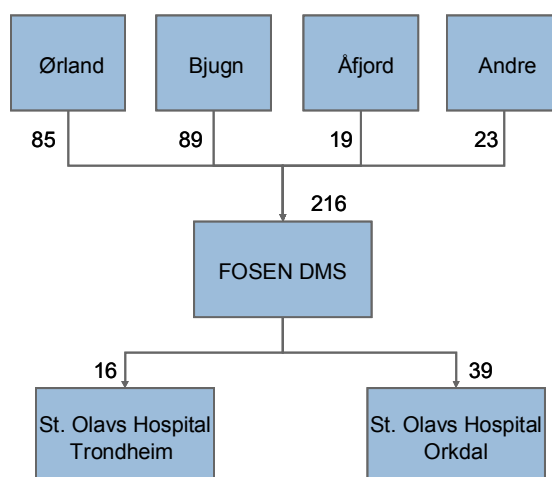 Ørland
Bjugn
Åfjord
Andre
85
89
19
23
216
FOSEN DMS
16
39
St. Olavs Hospital
Trondheim
St. Olavs Hospital
Orkdal